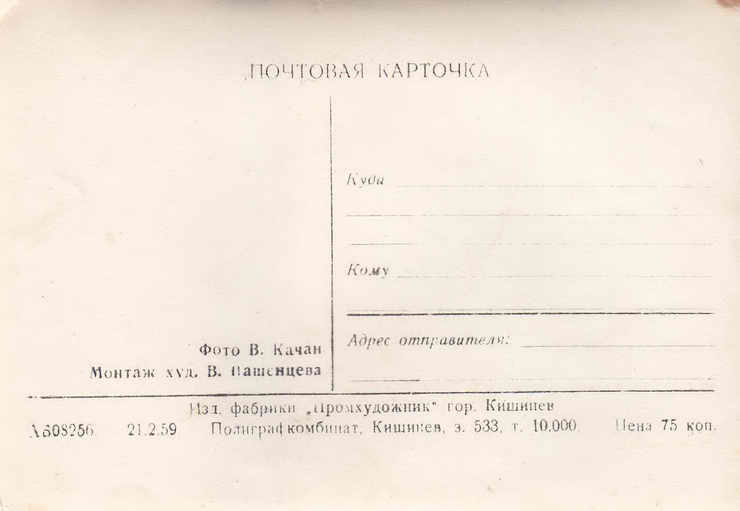 ПОЧТОВАЯ КАРТОЧКА
Куда
Кому
Адрес отправителя:
Фото В. Качан
Монтаж худ. В. Пашенцева
Изд. фабрики „Промхудожник" гор. Кишинев
АБ08256 21.2.59 Полиграфкомбинат, Кишинев, з. 533, т. 10.000 Цена 75 коп.